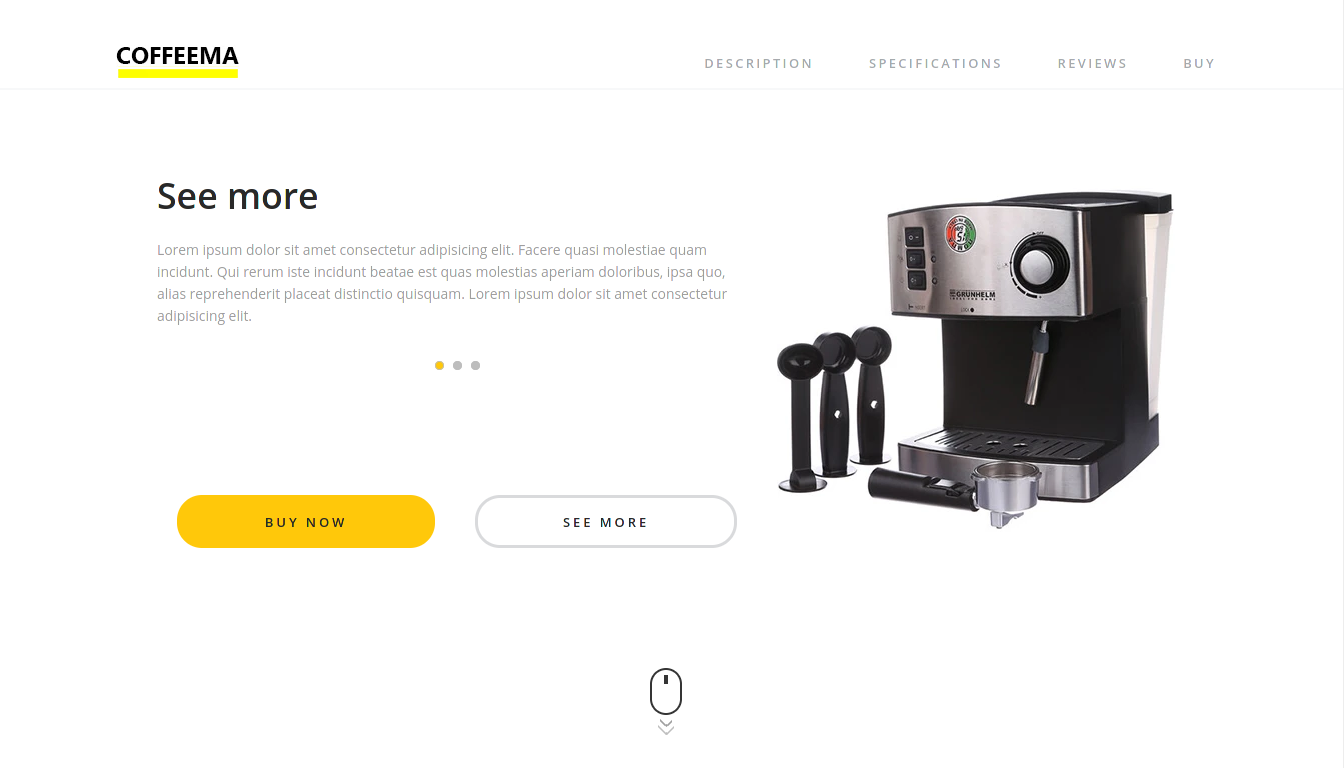 COFFEEMA
DESCRIPTION SPECIFICATIONS REVIEWS BUY
See more
Lorem ipsum dolor sit amet consectetur adipisicing elit. Facere quasi molestiae quam
incidunt. Qui rerum iste incidunt beatae est quas molestias aperiam doloribus, ipsa quo,
alias reprehenderit placeat distinctio quisquam. Lorem ipsum dolor sit amet consectetur
adipisicing elit.
GRUNHELM
BUY NOW SEE MORE